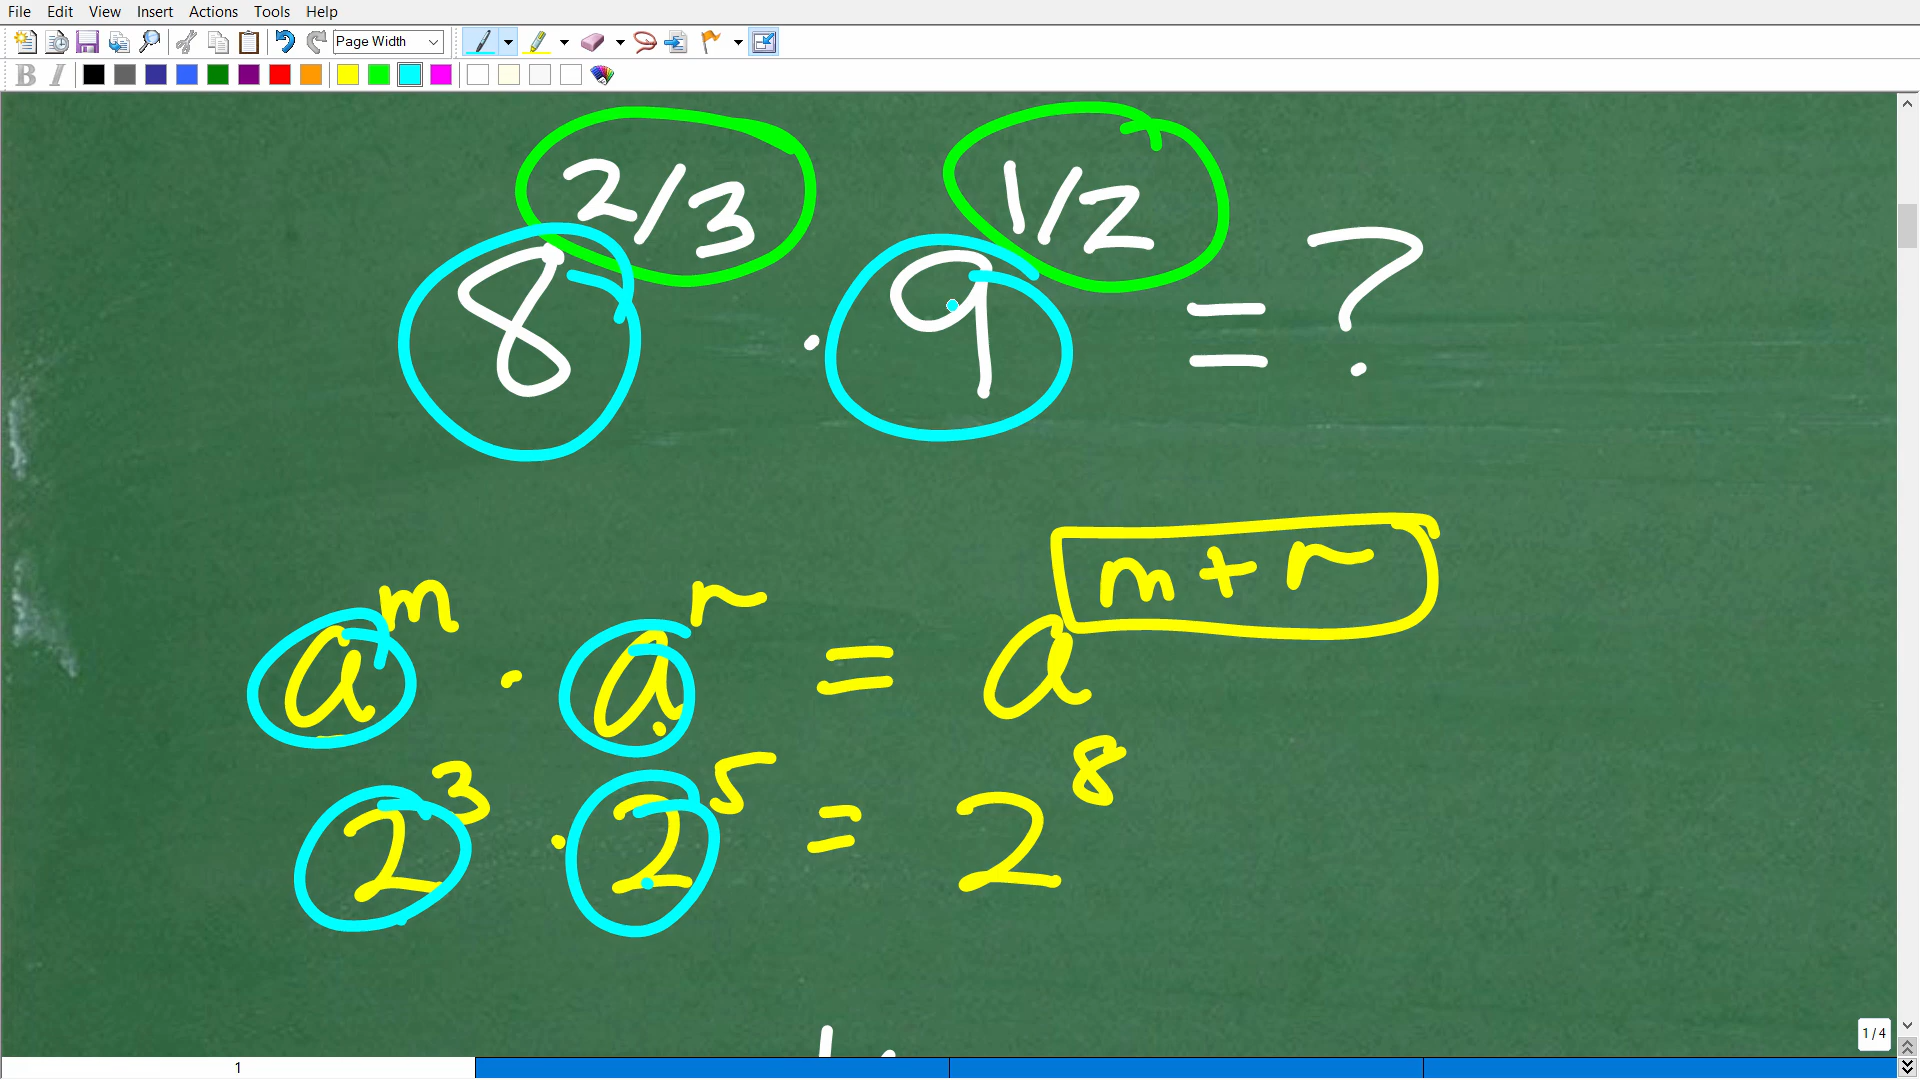 File Edit View Insert Actions Tools Help
Page Width
B I
8^2/3 · 9^1/2 = ?
a^m · a^n = a^m+n
2^3 · 2^5 = 2^8
1 / 4
1